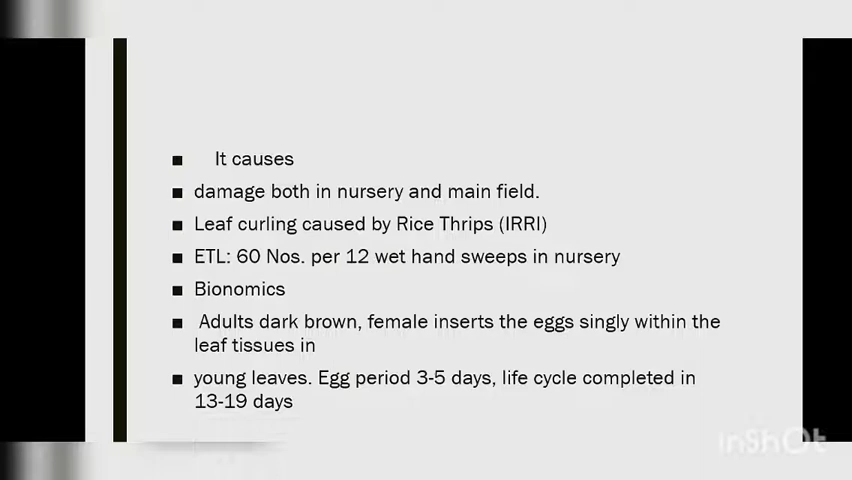 It causes
damage both in nursery and main field.
Leaf curling caused by Rice Thrips (IRRI)
ETL: 60 Nos. per 12 wet hand sweeps in nursery
Bionomics
Adults dark brown, female inserts the eggs singly within the
leaf tissues in
young leaves. Egg period 3-5 days, life cycle completed in
13-19 days
InShOt